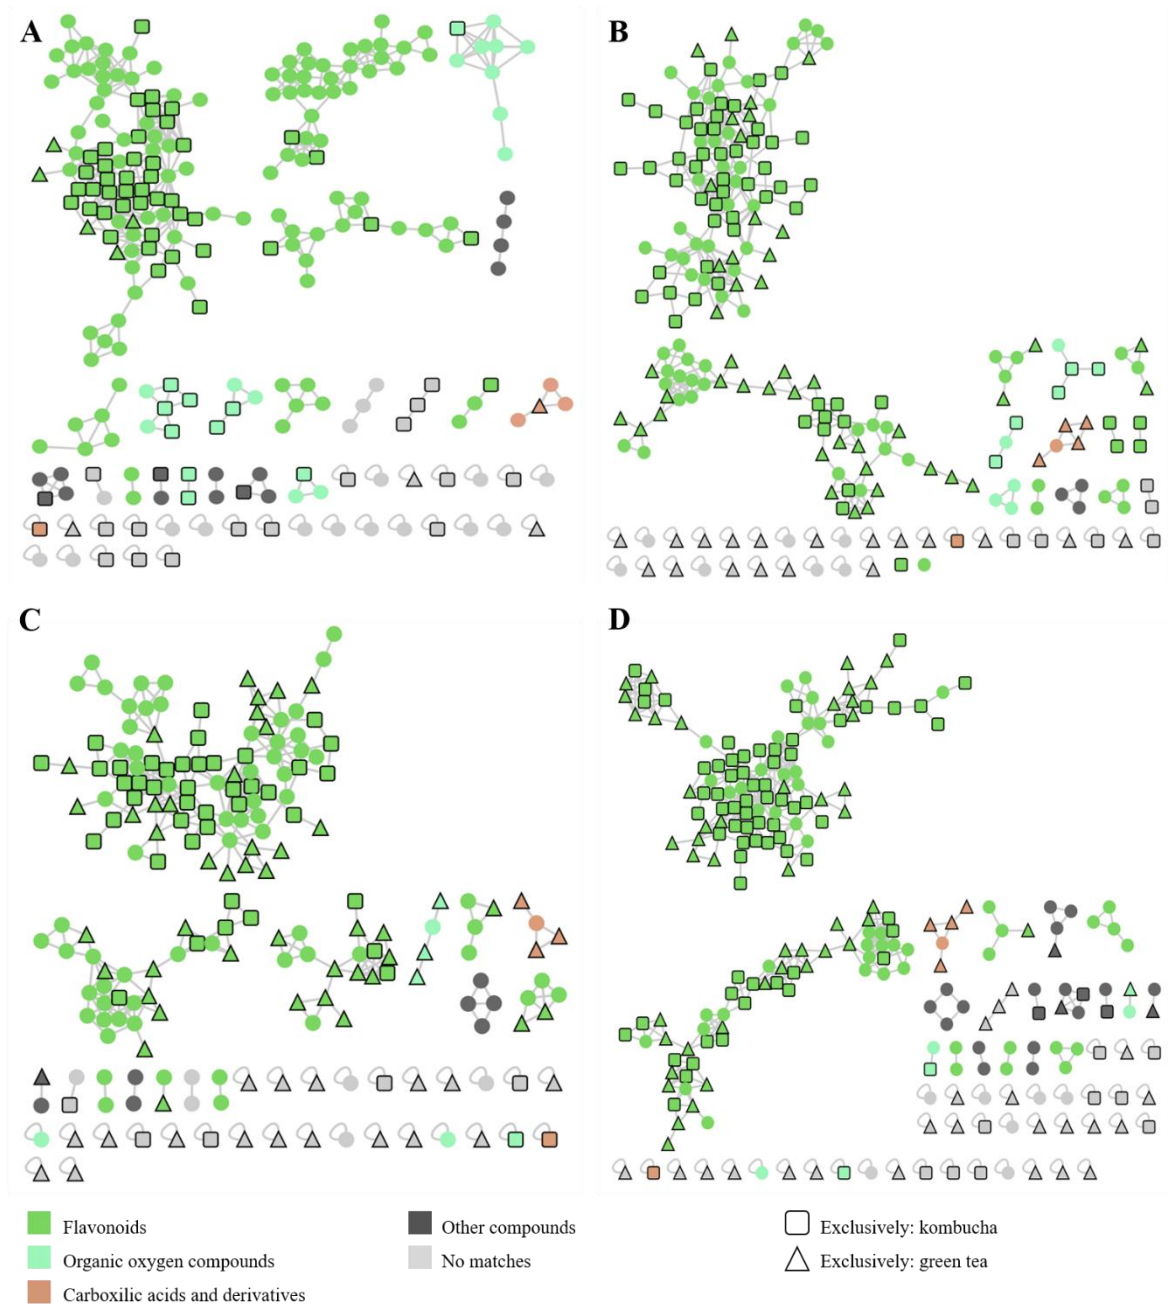 A
B
C
D
Flavonoids
Other compounds
Exclusively: kombucha
Organic oxygen compounds
No matches
Exclusively: green tea
Carboxilic acids and derivatives